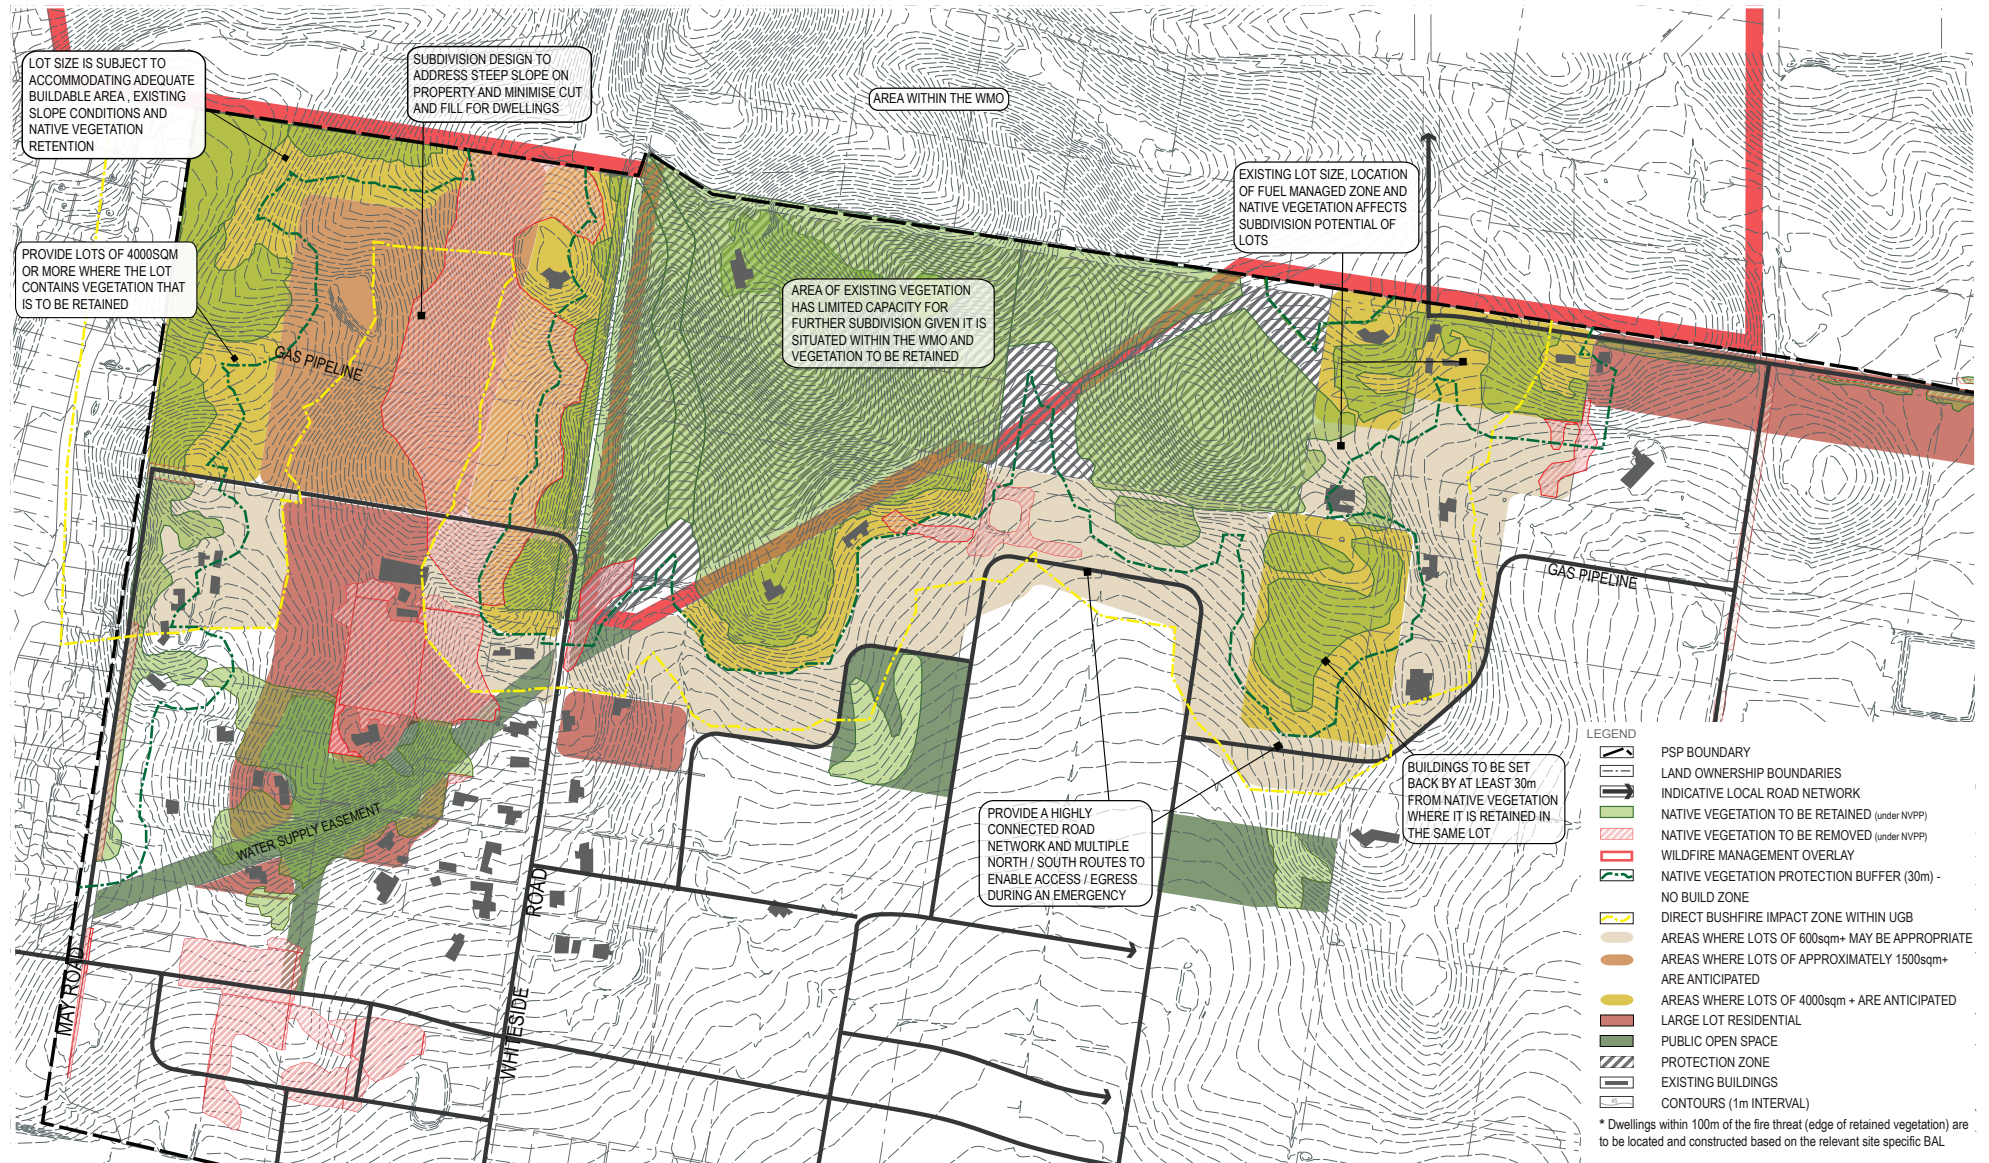 LOT SIZE IS SUBJECT TO
ACCOMMODATING ADEQUATE
BUILDABLE AREA , EXISTING
SLOPE CONDITIONS AND
NATIVE VEGETATION
RETENTION
SUBDIVISION DESIGN TO
ADDRESS STEEP SLOPE ON
PROPERTY AND MINIMISE CUT
AND FILL FOR DWELLINGS
AREA WITHIN THE WMO
EXISTING LOT SIZE, LOCATION
OF FUEL MANAGED ZONE AND
NATIVE VEGETATION AFFECTS
SUBDIVISION POTENTIAL OF
LOTS
PROVIDE LOTS OF 4000SQM
OR MORE WHERE THE LOT
CONTAINS VEGETATION THAT
IS TO BE RETAINED
AREA OF EXISTING VEGETATION
HAS LIMITED CAPACITY FOR
FURTHER SUBDIVISION GIVEN IT IS
SITUATED WITHIN THE WMO AND
VEGETATION TO BE RETAINED
GAS PIPELINE
GAS PIPELINE
BUILDINGS TO BE SET
BACK BY AT LEAST 30m
FROM NATIVE VEGETATION
WHERE IT IS RETAINED IN
THE SAME LOT
PROVIDE A HIGHLY
CONNECTED ROAD
NETWORK AND MULTIPLE
NORTH / SOUTH ROUTES TO
ENABLE ACCESS / EGRESS
DURING AN EMERGENCY
WATER SUPPLY EASEMENT
MAY ROAD
WHITESIDE ROAD
LEGEND
PSP BOUNDARY
LAND OWNERSHIP BOUNDARIES
INDICATIVE LOCAL ROAD NETWORK
NATIVE VEGETATION TO BE RETAINED (under NVPP)
NATIVE VEGETATION TO BE REMOVED (under NVPP)
WILDFIRE MANAGEMENT OVERLAY
NATIVE VEGETATION PROTECTION BUFFER (30m) -
NO BUILD ZONE
DIRECT BUSHFIRE IMPACT ZONE WITHIN UGB
AREAS WHERE LOTS OF 600sqm+ MAY BE APPROPRIATE
AREAS WHERE LOTS OF APPROXIMATELY 1500sqm+
ARE ANTICIPATED
AREAS WHERE LOTS OF 4000sqm + ARE ANTICIPATED
LARGE LOT RESIDENTIAL
PUBLIC OPEN SPACE
PROTECTION ZONE
EXISTING BUILDINGS
CONTOURS (1m INTERVAL)
* Dwellings within 100m of the fire threat (edge of retained vegetation) are
to be located and constructed based on the relevant site specific BAL